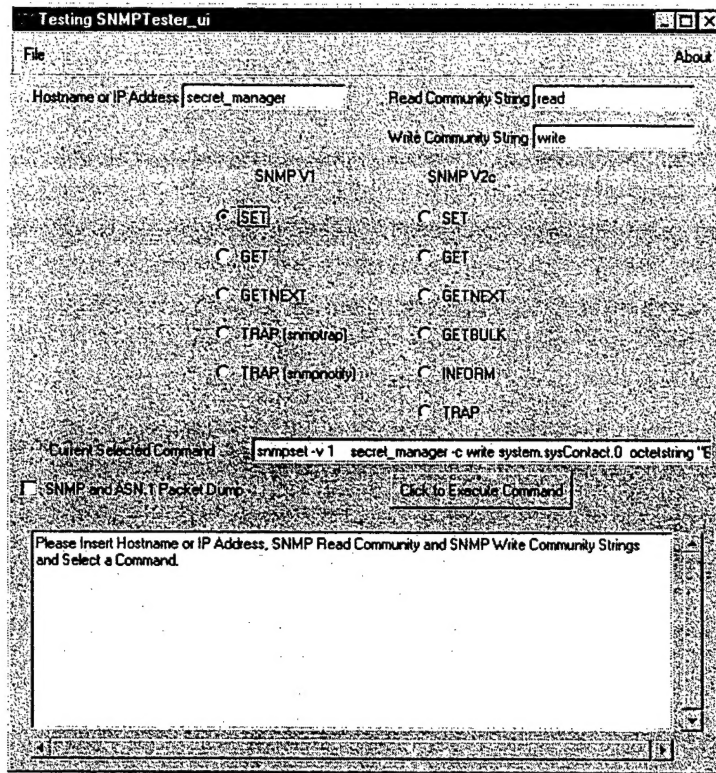 Testing SNMPTester_ui
File About
Hostname or IP Address secret_manager Read Community String read
Write Community String write
SNMP V1 SNMP V2c
SET SET
GET GET
GETNEXT GETNEXT
TRAP (snmptrap) GETBULK
TRAP (snmpnotify) INFORM
TRAP
Current Selected Command snmpset -v 1 secret_manager -c write system.sysContact.0 octetstring "E
SNMP and ASN.1 Packet Dump Click to Execute Command
Please Insert Hostname or IP Address, SNMP Read Community and SNMP Write Community Strings
and Select a Command.